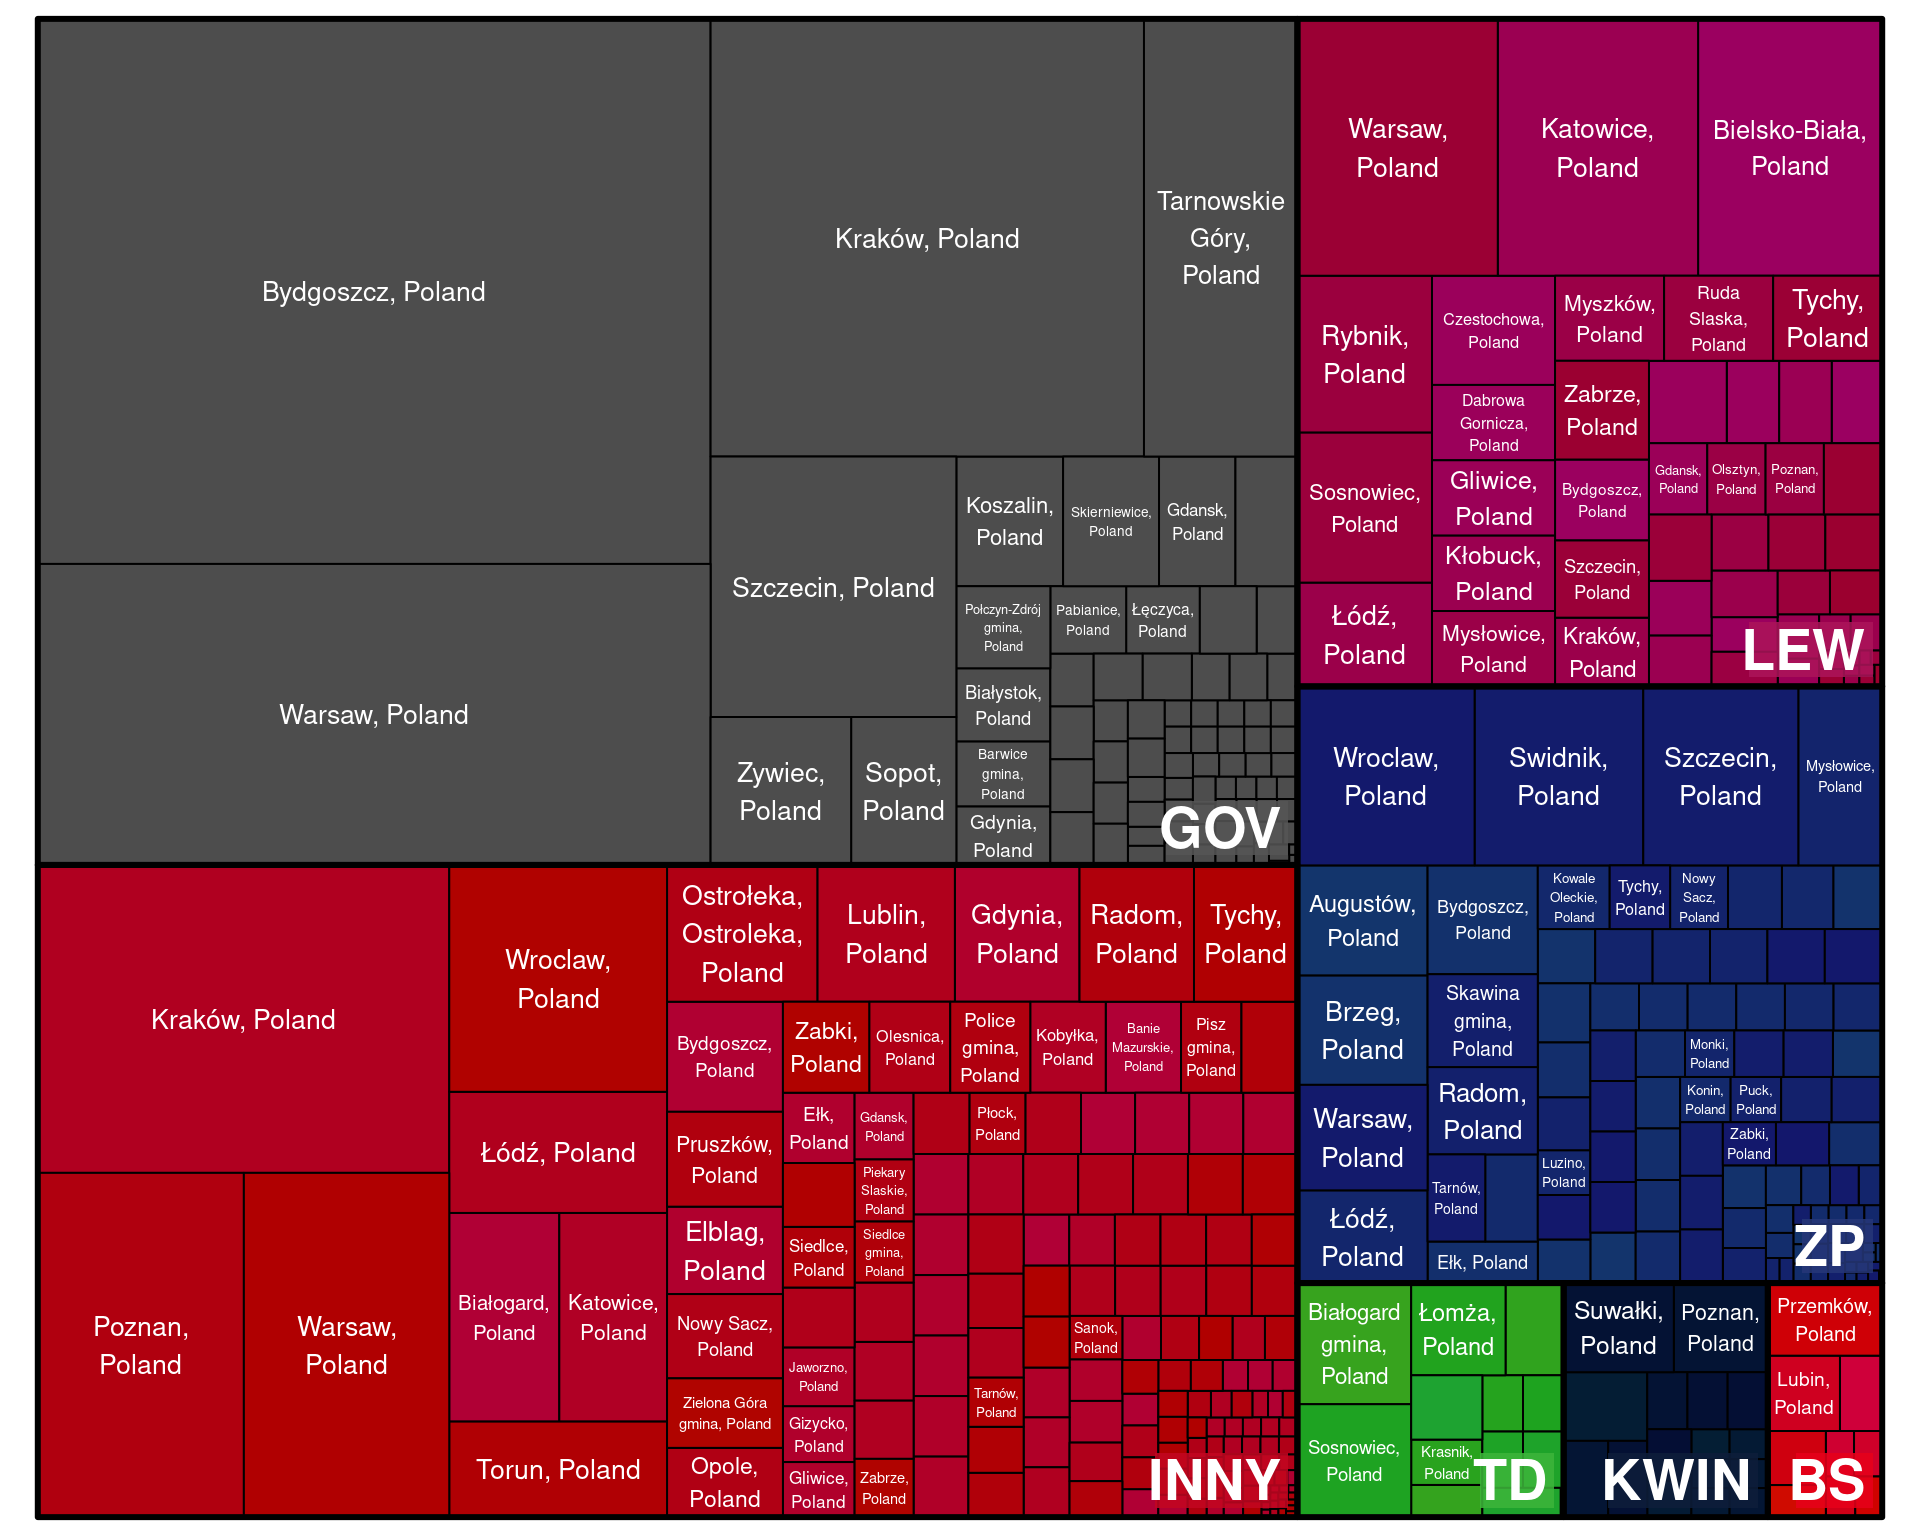 Bydgoszcz, Poland
Warsaw, Poland
Kraków, Poland
Tarnowskie
Góry,
Poland
Szczecin, Poland
Zywiec,
Poland
Sopot,
Poland
Koszalin,
Poland
Skierniewice,
Poland
Gdansk,
Poland
Połczyn-Zdrój
gmina,
Poland
Pabianice,
Poland
Łęczyca,
Poland
Białystok,
Poland
Barwice
gmina,
Poland
Gdynia,
Poland
GOV
Warsaw,
Poland
Katowice,
Poland
Bielsko-Biała,
Poland
Rybnik,
Poland
Sosnowiec,
Poland
Łódź,
Poland
Czestochowa,
Poland
Dabrowa
Gornicza,
Poland
Gliwice,
Poland
Kłobuck,
Poland
Mysłowice,
Poland
Myszków,
Poland
Ruda
Slaska,
Poland
Tychy,
Poland
Zabrze,
Poland
Bydgoszcz,
Poland
Szczecin,
Poland
Kraków,
Poland
Gdansk,
Poland
Olsztyn,
Poland
Poznan,
Poland
LEW
Kraków, Poland
Poznan,
Poland
Warsaw,
Poland
Wroclaw,
Poland
Łódź, Poland
Białogard,
Poland
Katowice,
Poland
Torun, Poland
Ostrołeka,
Ostroleka,
Poland
Lublin,
Poland
Gdynia,
Poland
Radom,
Poland
Tychy,
Poland
Bydgoszcz,
Poland
Pruszków,
Poland
Elblag,
Poland
Nowy Sacz,
Poland
Zielona Góra
gmina, Poland
Opole,
Poland
Zabki,
Poland
Olesnica,
Poland
Police
gmina,
Poland
Kobyłka,
Poland
Banie
Mazurskie,
Poland
Pisz
gmina,
Poland
Ełk,
Poland
Gdansk,
Poland
Płock,
Poland
Piekary
Slaskie,
Poland
Siedlce,
Poland
Siedlce
gmina,
Poland
Jaworzno,
Poland
Gizycko,
Poland
Gliwice,
Poland
Zabrze,
Poland
Tarnów,
Poland
Sanok,
Poland
INNY
Wroclaw,
Poland
Swidnik,
Poland
Szczecin,
Poland
Mysłowice,
Poland
Augustów,
Poland
Brzeg,
Poland
Warsaw,
Poland
Łódź,
Poland
Bydgoszcz,
Poland
Skawina
gmina,
Poland
Radom,
Poland
Tarnów,
Poland
Ełk, Poland
Kowale
Oleckie,
Poland
Tychy,
Poland
Nowy
Sacz,
Poland
Monki,
Poland
Konin,
Poland
Puck,
Poland
Zabki,
Poland
Luzino,
Poland
ZP
Białogard
gmina,
Poland
Łomża,
Poland
Sosnowiec,
Poland
Krasnik,
Poland
TD
Suwałki,
Poland
Poznan,
Poland
KWIN
Przemków,
Poland
Lubin,
Poland
BS